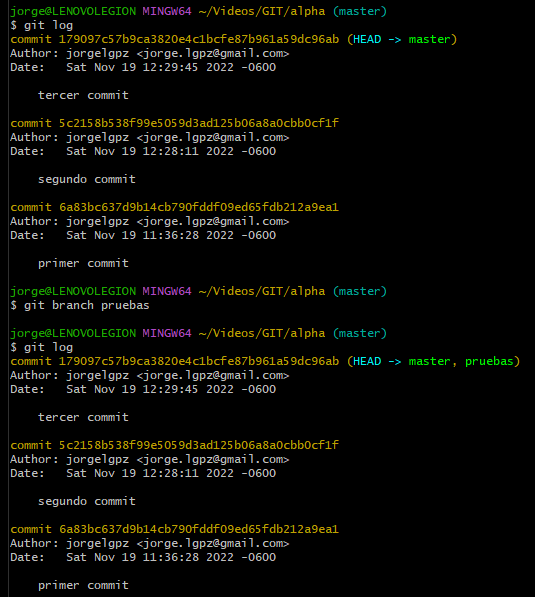 jorge@LENOVOLEGION MINGW64 ~/Videos/GIT/alpha (master)
$ git log
commit 179097c57b9ca3820e4c1bcfe87b961a59dc96ab (HEAD -> master)
Author: jorgelgpz <jorge.lgpz@gmail.com>
Date:   Sat Nov 19 12:29:45 2022 -0600
    tercer commit
commit 5c2158b538f99e5059d3ad125b06a8a0cbb0cf1f
Author: jorgelgpz <jorge.lgpz@gmail.com>
Date:   Sat Nov 19 12:28:11 2022 -0600
    segundo commit
commit 6a83bc637d9b14cb790fddf09ed65fdb212a9ea1
Author: jorgelgpz <jorge.lgpz@gmail.com>
Date:   Sat Nov 19 11:36:28 2022 -0600
    primer commit
jorge@LENOVOLEGION MINGW64 ~/Videos/GIT/alpha (master)
$ git branch pruebas
jorge@LENOVOLEGION MINGW64 ~/Videos/GIT/alpha (master)
$ git log
commit 179097c57b9ca3820e4c1bcfe87b961a59dc96ab (HEAD -> master, pruebas)
Author: jorgelgpz <jorge.lgpz@gmail.com>
Date:   Sat Nov 19 12:29:45 2022 -0600
    tercer commit
commit 5c2158b538f99e5059d3ad125b06a8a0cbb0cf1f
Author: jorgelgpz <jorge.lgpz@gmail.com>
Date:   Sat Nov 19 12:28:11 2022 -0600
    segundo commit
commit 6a83bc637d9b14cb790fddf09ed65fdb212a9ea1
Author: jorgelgpz <jorge.lgpz@gmail.com>
Date:   Sat Nov 19 11:36:28 2022 -0600
    primer commit